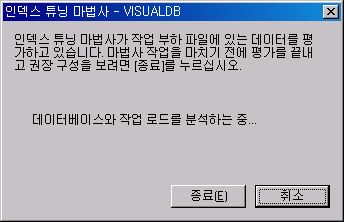 인덱스 튜닝 마법사 - VISUALDB
인덱스 튜닝 마법사가 작업 부하 파일에 있는 데이터를 평
가하고 있습니다. 마법사 작업을 마치기 전에 평가를 끝내
고 권장 구성을 보려면 [종료]를 누르십시오.
데이터베이스와 작업 로드를 분석하는 중...
종료(E) 취소